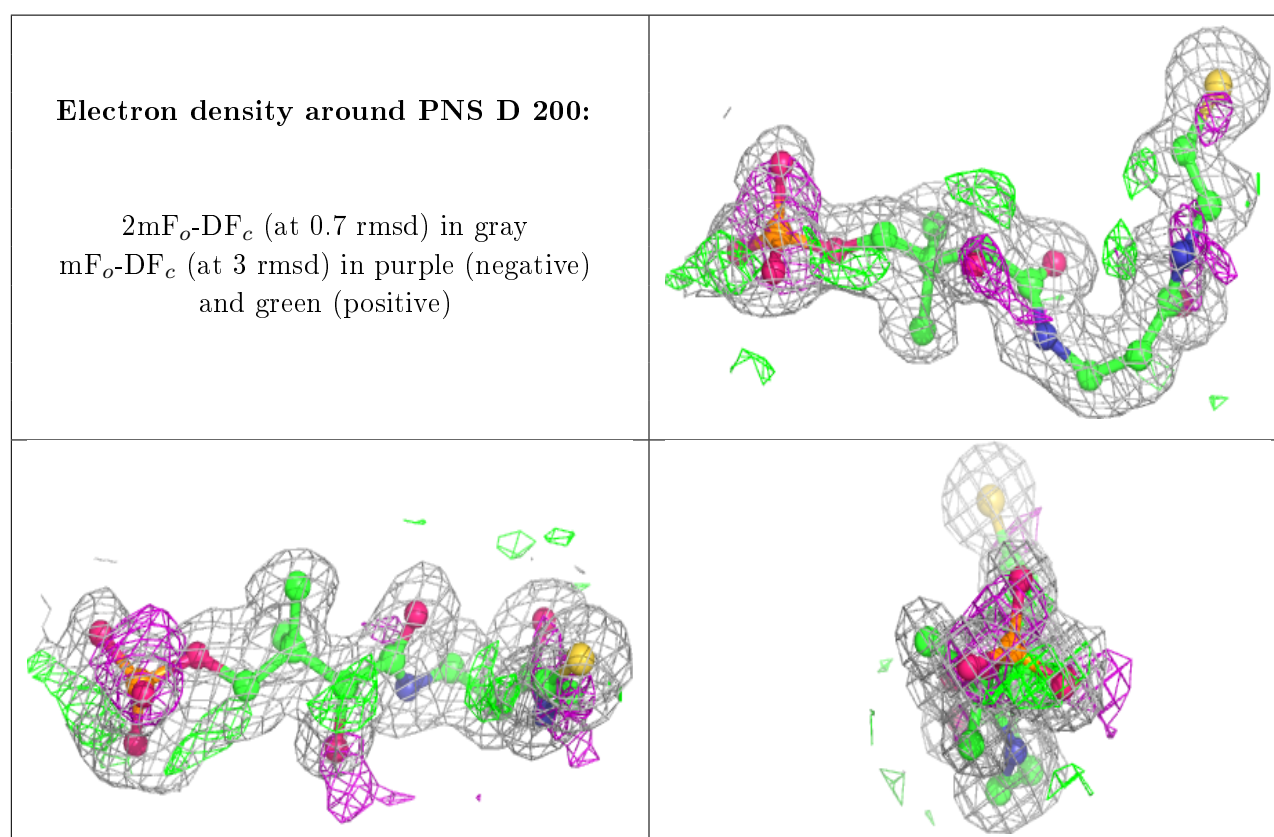 Electron density around PNS D 200:
2mFₒ-DF𝒸 (at 0.7 rmsd) in gray
mFₒ-DF𝒸 (at 3 rmsd) in purple (negative)
and green (positive)